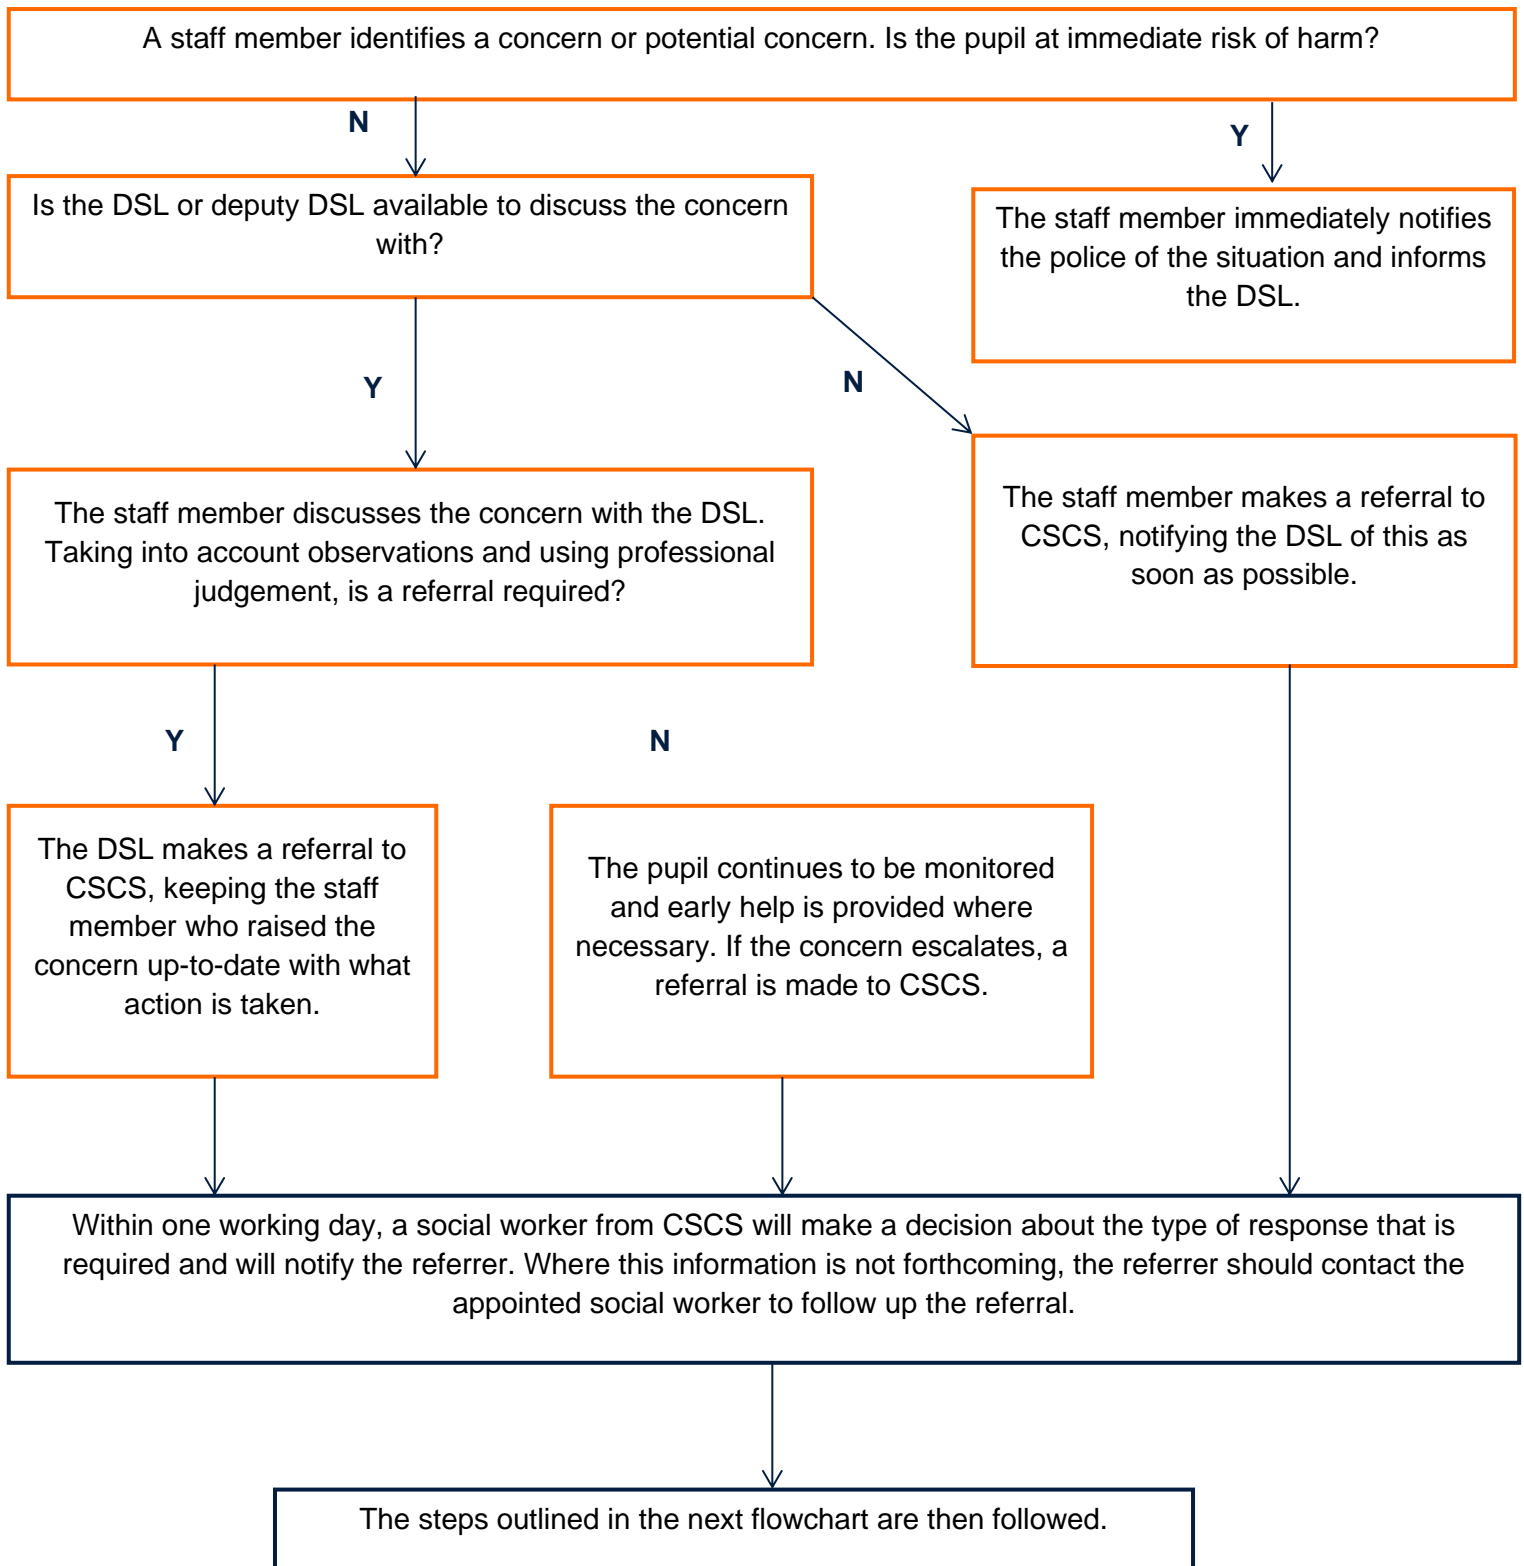 A staff member identifies a concern or potential concern. Is the pupil at immediate risk of harm?
N
Y
Is the DSL or deputy DSL available to discuss the concern
with?
The staff member immediately notifies
the police of the situation and informs
the DSL.
Y
N
The staff member discusses the concern with the DSL.
Taking into account observations and using professional
judgement, is a referral required?
The staff member makes a referral to
CSCS, notifying the DSL of this as
soon as possible.
Y
N
The DSL makes a referral to
CSCS, keeping the staff
member who raised the
concern up-to-date with what
action is taken.
The pupil continues to be monitored
and early help is provided where
necessary. If the concern escalates, a
referral is made to CSCS.
Within one working day, a social worker from CSCS will make a decision about the type of response that is
required and will notify the referrer. Where this information is not forthcoming, the referrer should contact the
appointed social worker to follow up the referral.
The steps outlined in the next flowchart are then followed.